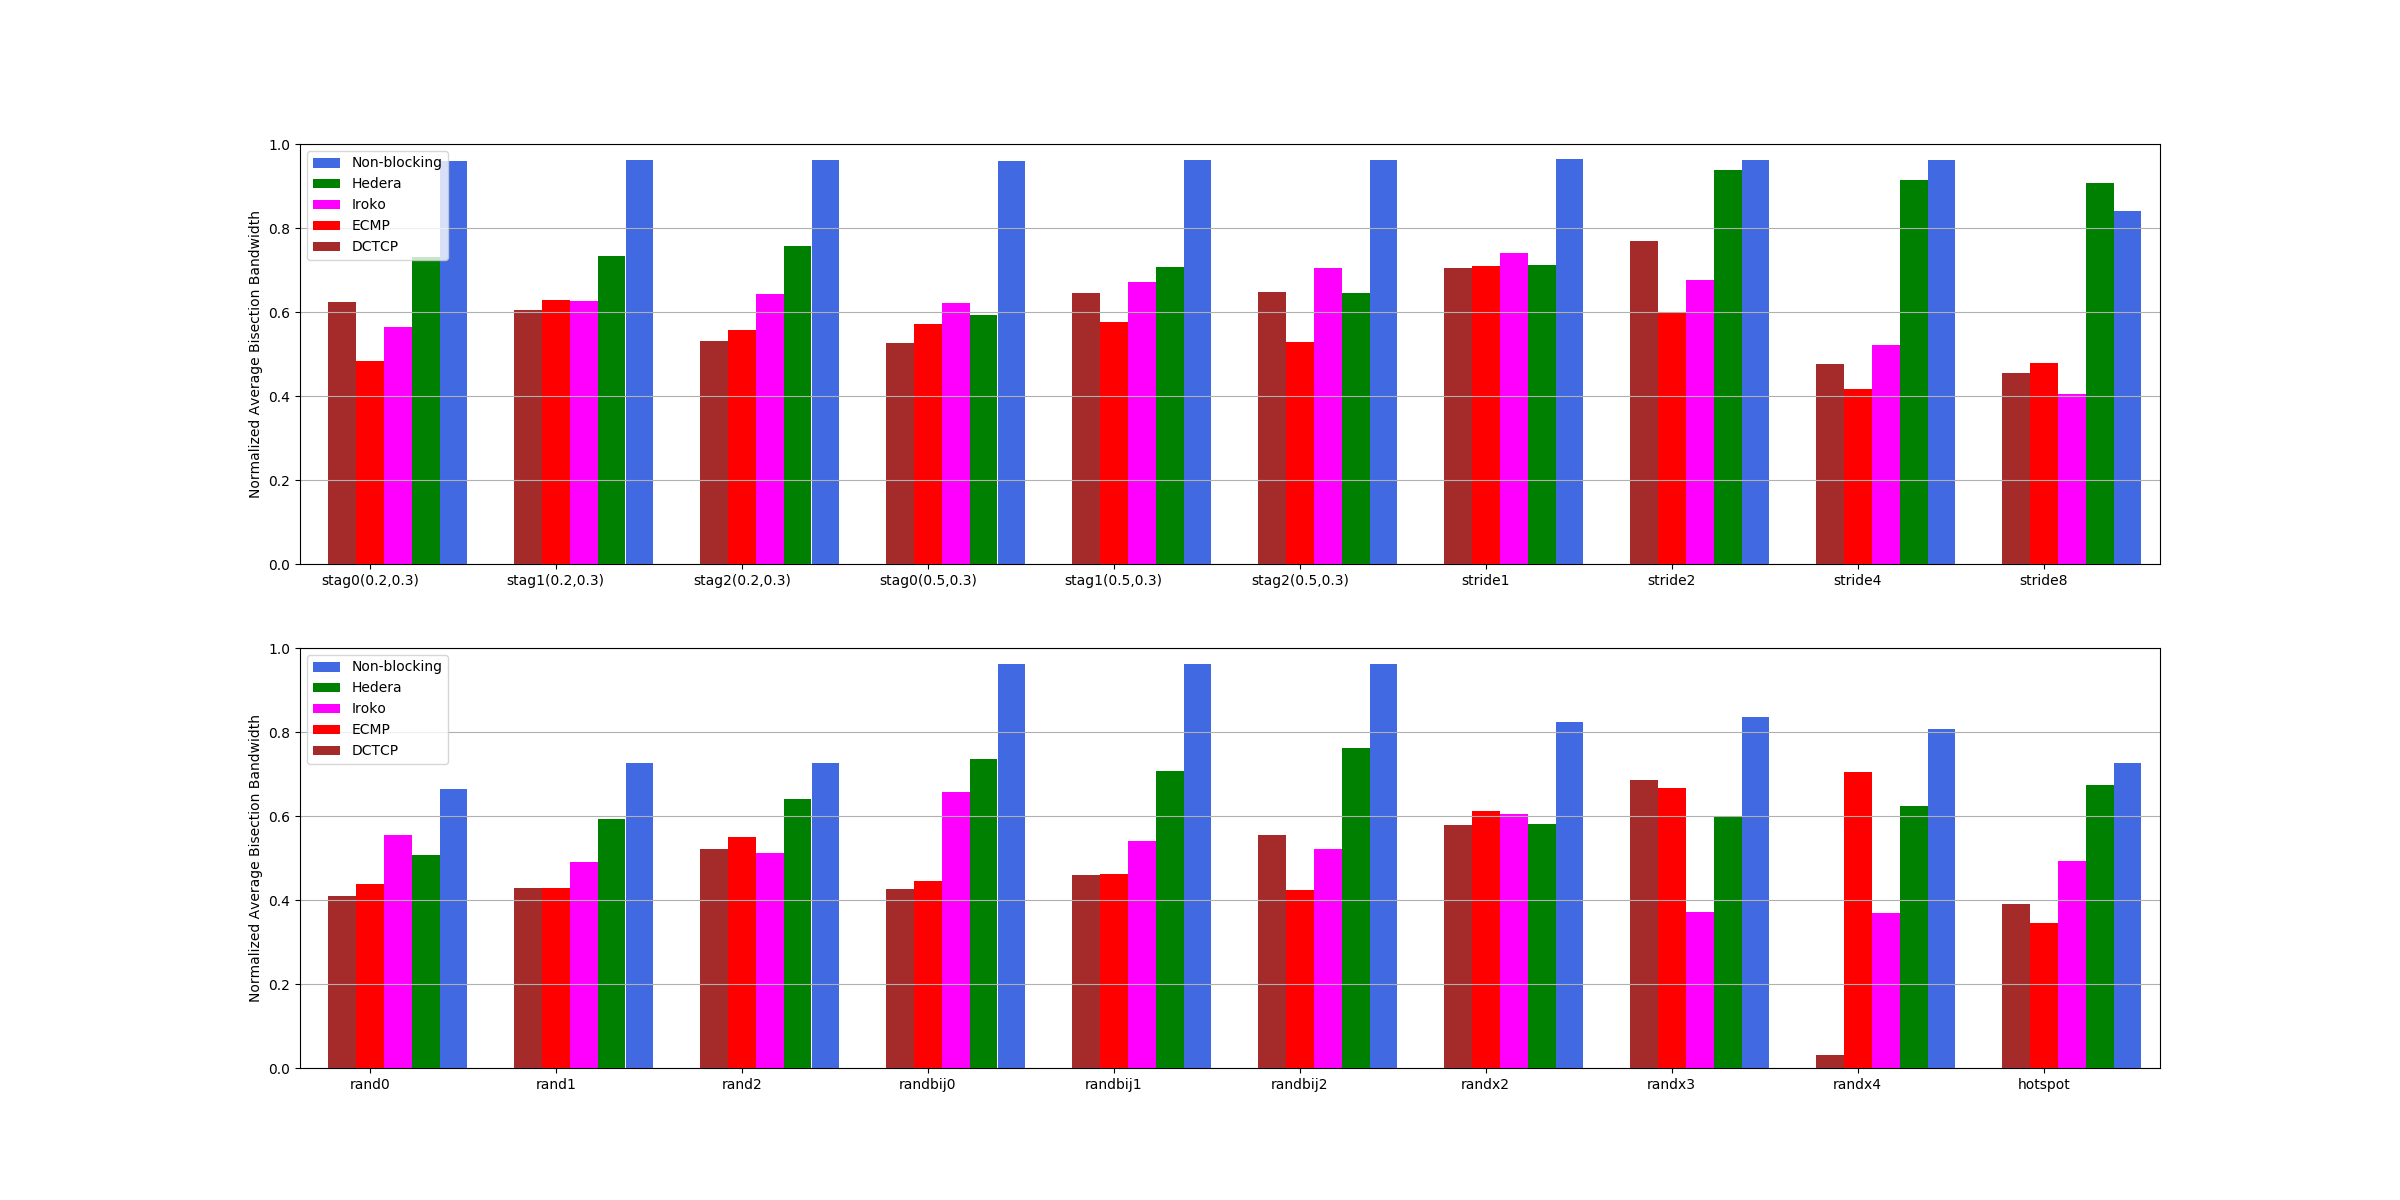 Normalized Average Bisection Bandwidth
1.0
0.8
0.6
0.4
0.2
0.0
Non-blocking
Hedera
Iroko
ECMP
DCTCP
stag0(0.2,0.3) stag1(0.2,0.3) stag2(0.2,0.3) stag0(0.5,0.3) stag1(0.5,0.3) stag2(0.5,0.3) stride1 stride2 stride4 stride8
Normalized Average Bisection Bandwidth
1.0
0.8
0.6
0.4
0.2
0.0
Non-blocking
Hedera
Iroko
ECMP
DCTCP
rand0 rand1 rand2 randbij0 randbij1 randbij2 randx2 randx3 randx4 hotspot